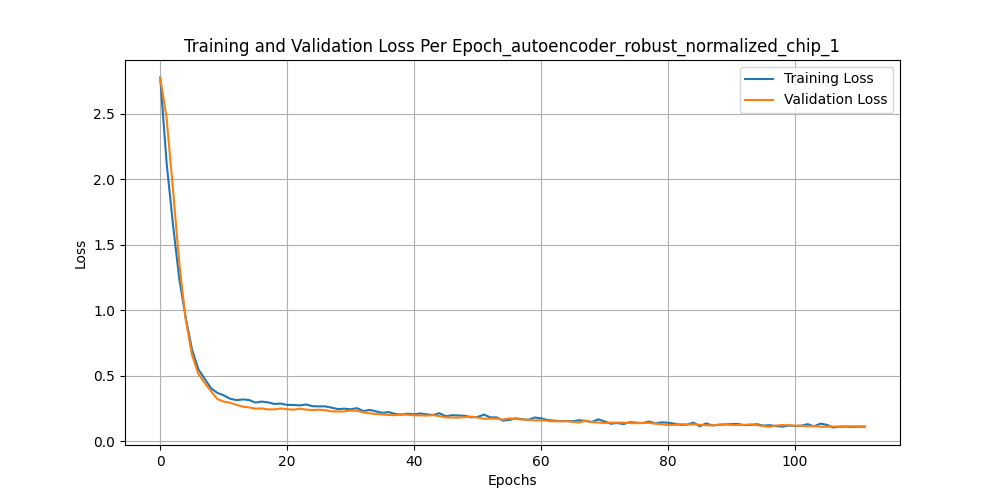 Training and Validation Loss Per Epoch_autoencoder_robust_normalized_chip_1
Training Loss
Validation Loss
2.5
2.0
1.5
1.0
0.5
0.0
Loss
0 20 40 60 80 100
Epochs